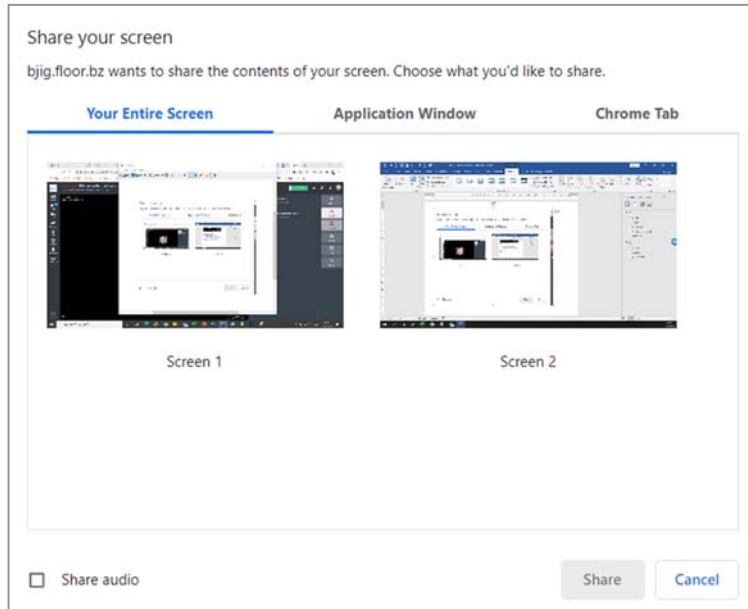 Share your screen
bjig.floor.bz wants to share the contents of your screen. Choose what you'd like to share.
Your Entire Screen
Application Window
Chrome Tab
Screen 1
Screen 2
Share audio
Share
Cancel